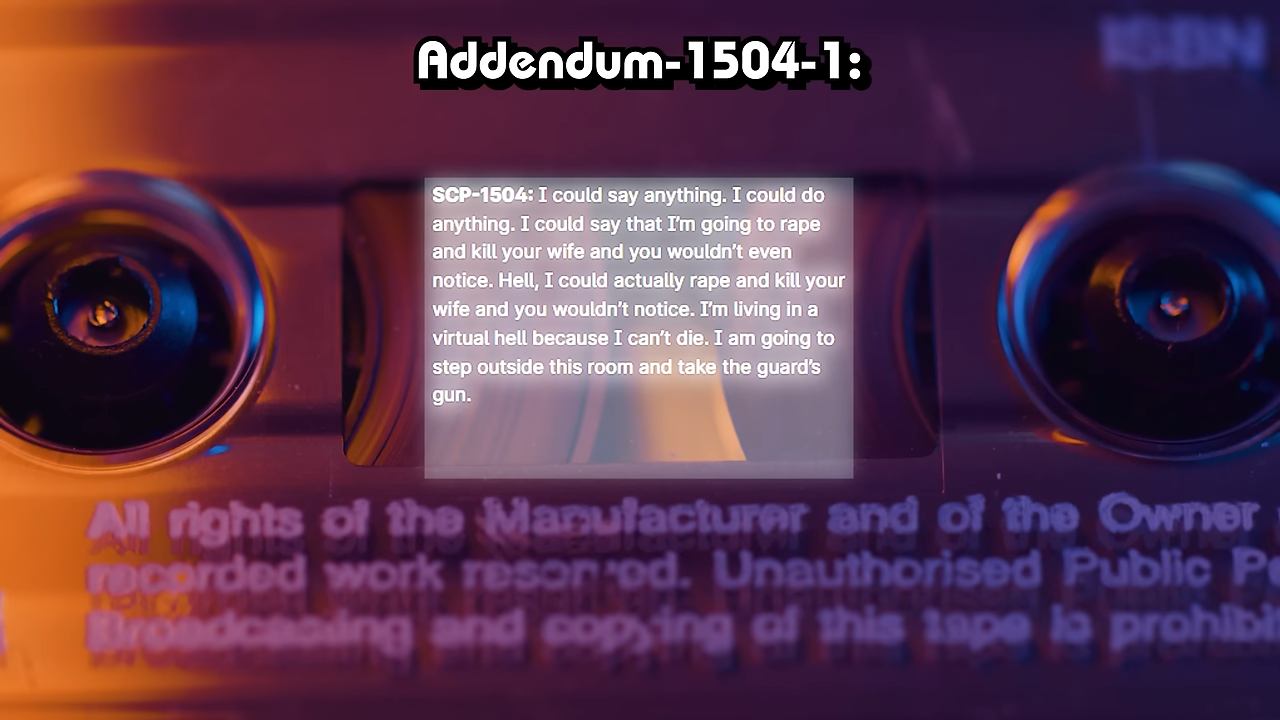 ISBN
Addendum-1504-1:
SCP-1504: I could say anything. I could do
anything. I could say that I'm going to rape
and kill your wife and you wouldn't even
notice. Hell, I could actually rape and kill your
wife and you wouldn't notice. I'm living in a
virtual hell because I can't die. I am going to
step outside this room and take the guard's
gun.
All rights of the Manufacturer and of the Owner
recorded work reserved. Unauthorised Public
Broadcasting and copying of this tape is